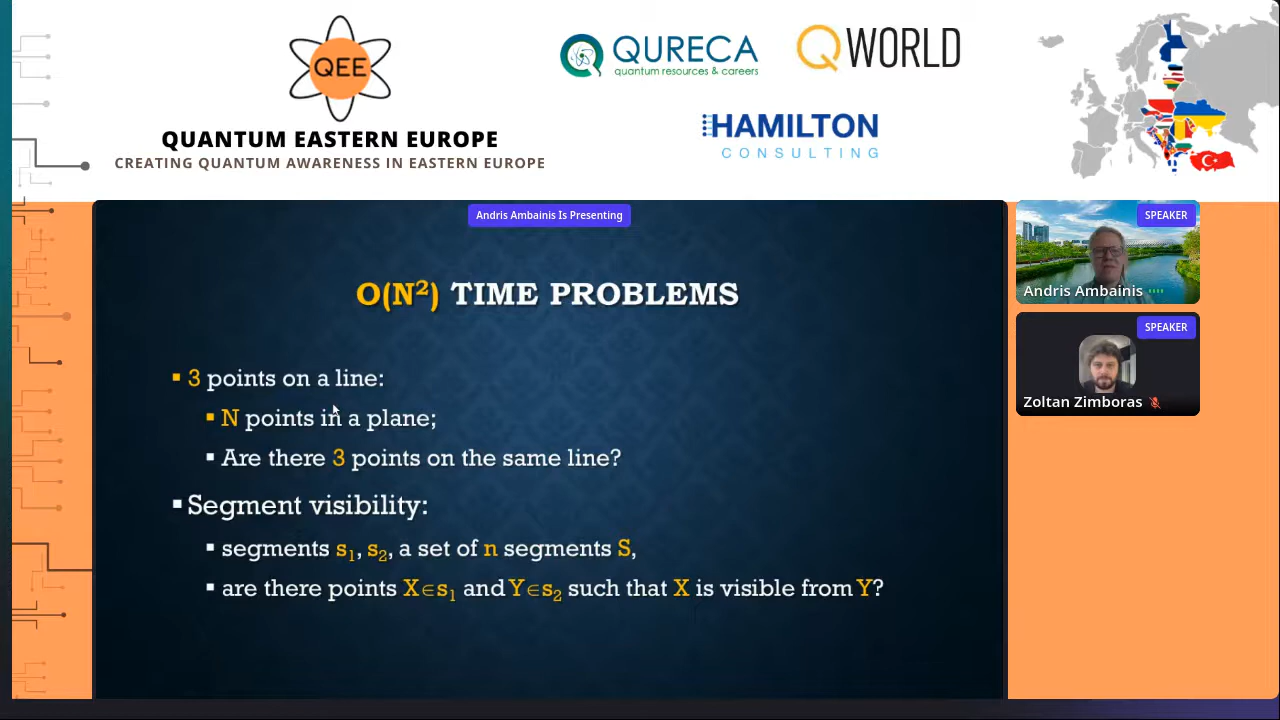 QEE
QUANTUM EASTERN EUROPE
CREATING QUANTUM AWARENESS IN EASTERN EUROPE
QURECA
quantum resources & careers
QWORLD
HAMILTON
CONSULTING
Andris Ambainis Is Presenting
O(N²) TIME PROBLEMS
▪ 3 points on a line:
▪ N points in a plane;
▪ Are there 3 points on the same line?
▪ Segment visibility:
▪ segments s₁, s₂, a set of n segments S,
▪ are there points X∈s₁ and Y∈s₂ such that X is visible from Y?
SPEAKER
Andris Ambainis
SPEAKER
Zoltan Zimboras